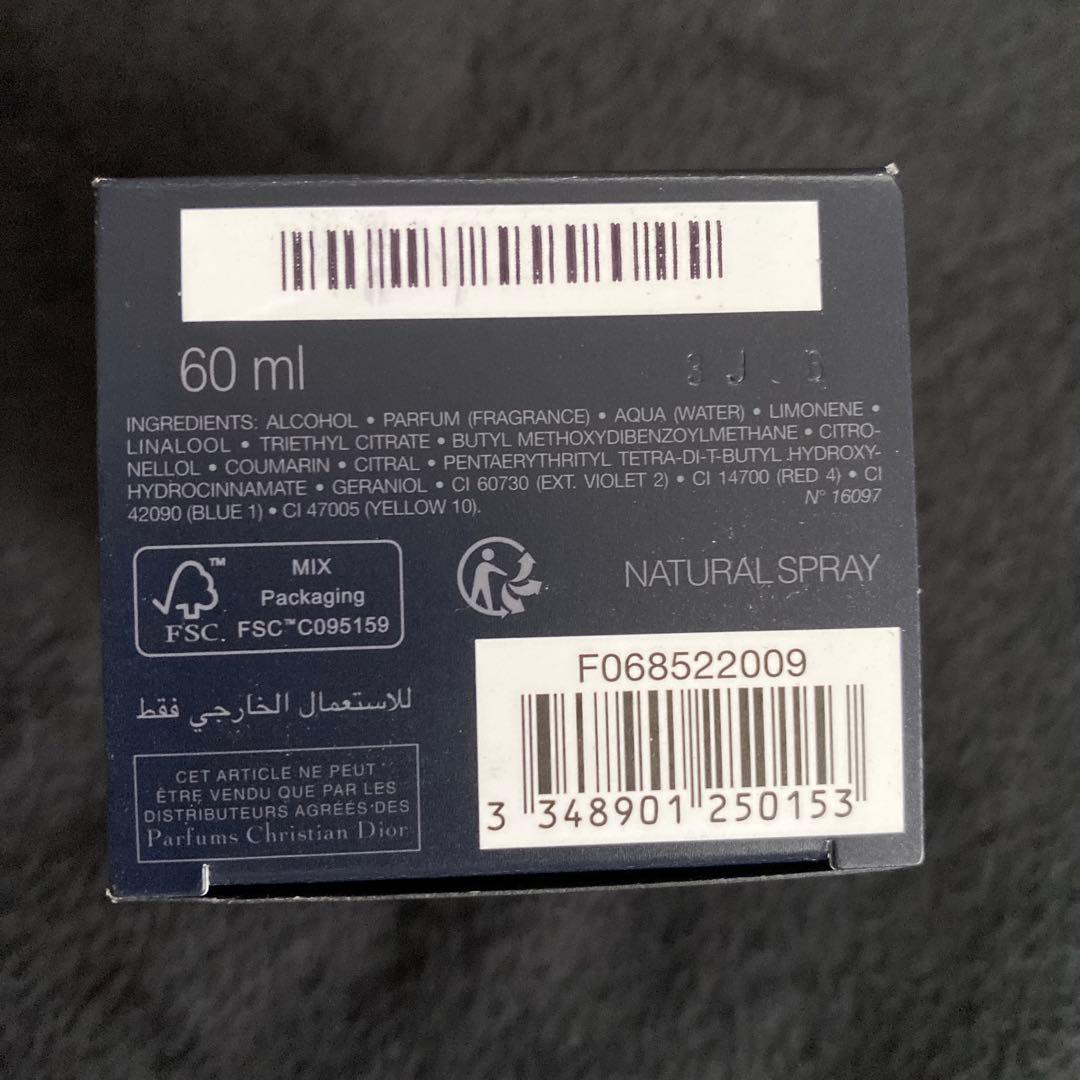 60 ml
INGREDIENTS: ALCOHOL • PARFUM (FRAGRANCE) • AQUA (WATER) • LIMONENE •
LINALOOL • TRIETHYL CITRATE • BUTYL METHOXYDIBENZOYLMETHANE • CITRO-
NELLOL • COUMARIN • CITRAL • PENTAERYTHRITYL TETRA-DI-T-BUTYL HYDROXY-
HYDROCINNAMATE • GERANIOL • CI 60730 (EXT. VIOLET 2) • CI 14700 (RED 4) • CI
42090 (BLUE 1) • CI 47005 (YELLOW 10).
N° 16097
FSC.™
MIX
Packaging
FSC™C095159
NATURAL SPRAY
للاستعمال الخارجي فقط
F068522009
3 348901 250153
CET ARTICLE NE PEUT
ÊTRE VENDU QUE PAR LES
DISTRIBUTEURS AGRÉÉS DES
Parfums Christian Dior